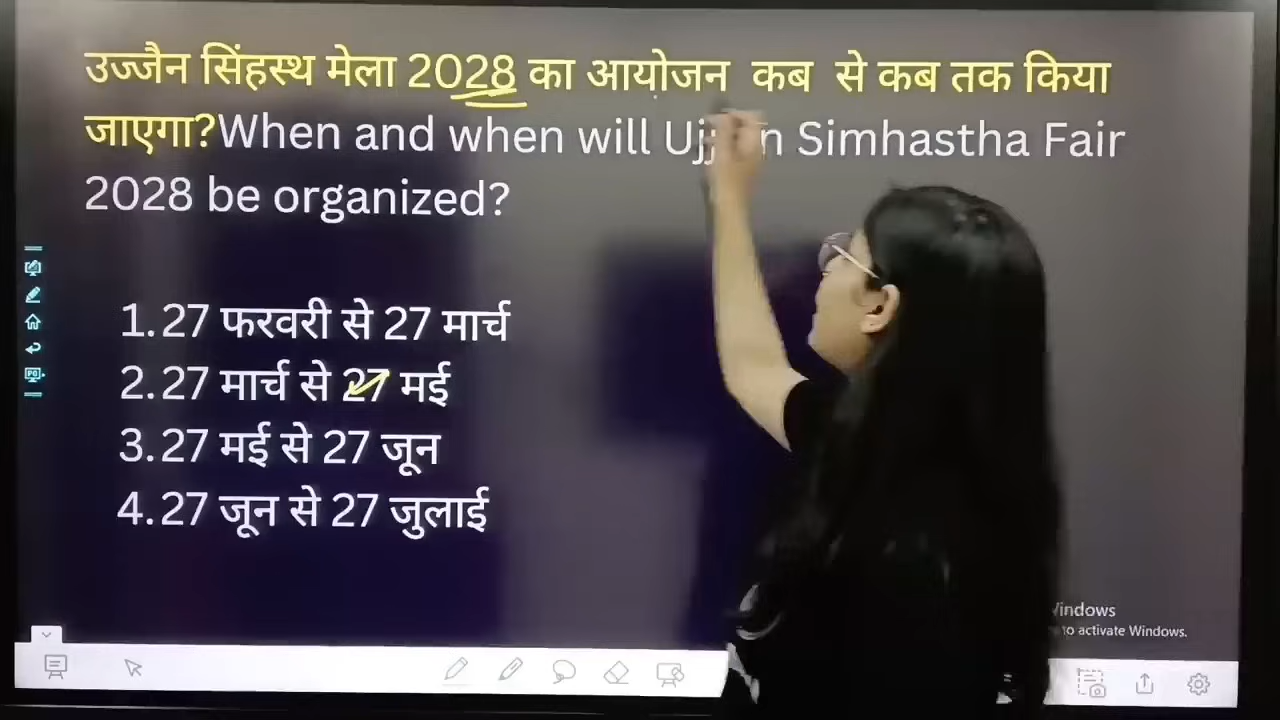 उज्जैन सिंहस्थ मेला 2028 का आयोजन कब से कब तक किया
जाएगा?When and when will Simhastha Fair
2028 be organized?
1.27 फरवरी से 27 मार्च
2.27 मार्च से 27 मई
3.27 मई से 27 जून
4.27 जून से 27 जुलाई
to activate Windows.